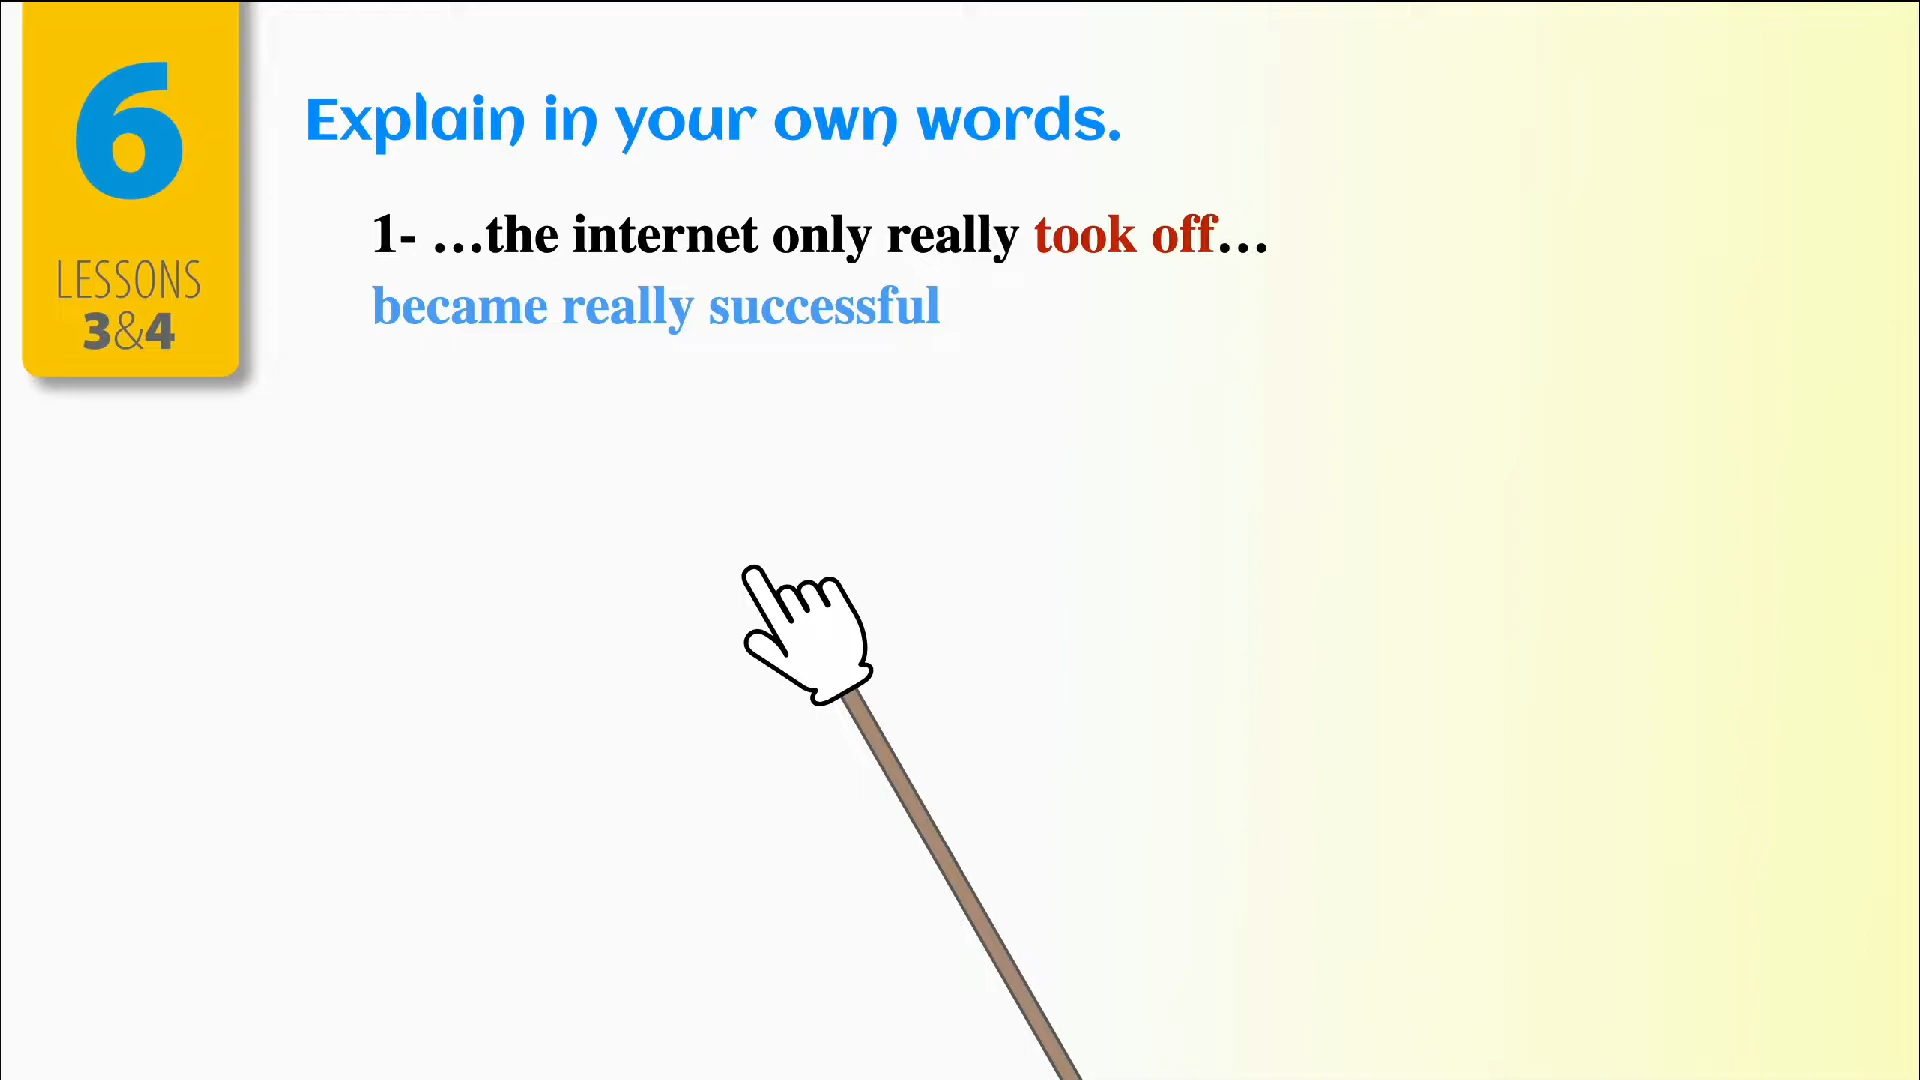 6
LESSONS
3&4
Explain in your own words.
1- …the internet only really took off…
became really successful